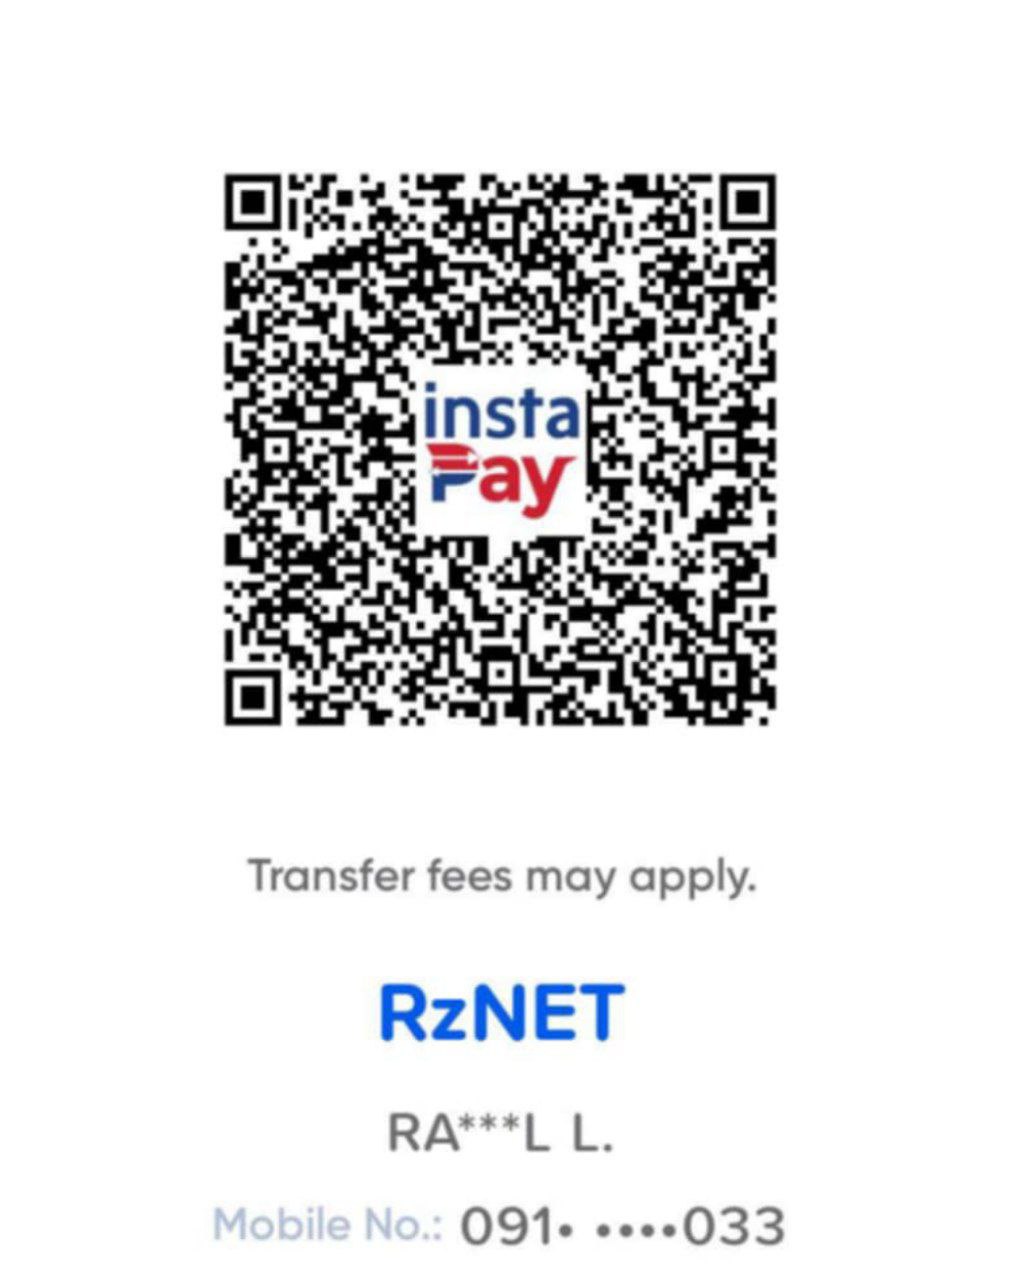 insta
Pay
Transfer fees may apply.
RzNET
RA***L L.
Mobile No.: 091• ••••033